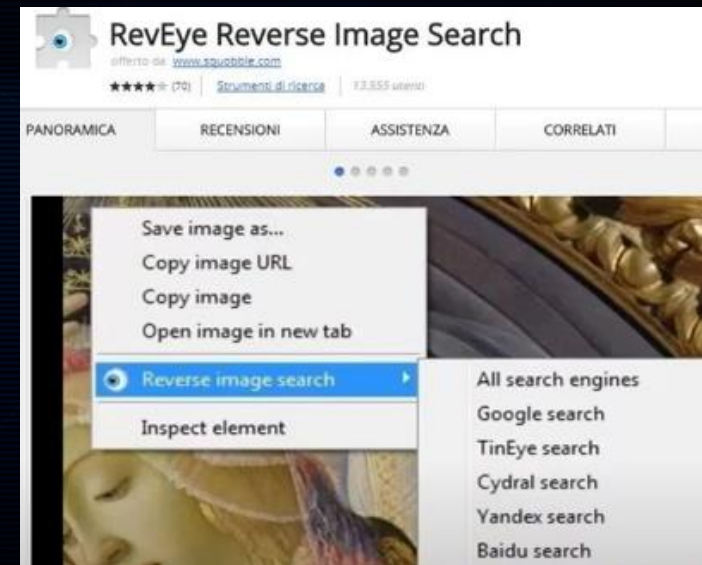 RevEye Reverse Image Search
offerto da www.squobble.com
(70) Strumenti di ricerca 13.555 utenti
PANORAMICA RECENSIONI ASSISTENZA CORRELATI
Save image as...
Copy image URL
Copy image
Open image in new tab
Reverse image search
Inspect element
All search engines
Google search
TinEye search
Cydral search
Yandex search
Baidu search